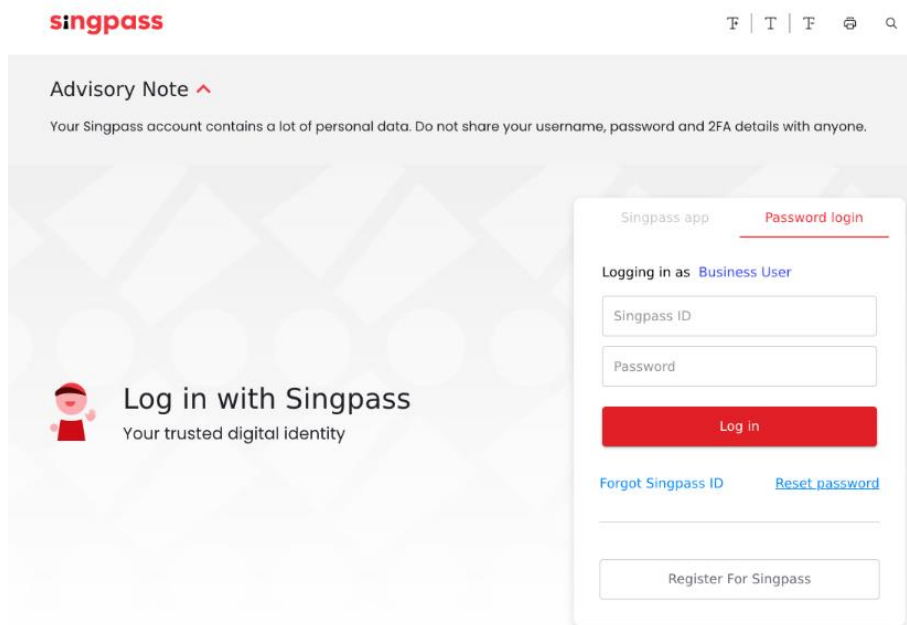 singpass
T+ | T | T-
Advisory Note
Your Singpass account contains a lot of personal data. Do not share your username, password and 2FA details with anyone.
Singpass app Password login
Logging in as Business User
Singpass ID
Password
Log in with Singpass
Your trusted digital identity
Log in
Forgot Singpass ID Reset password
Register For Singpass